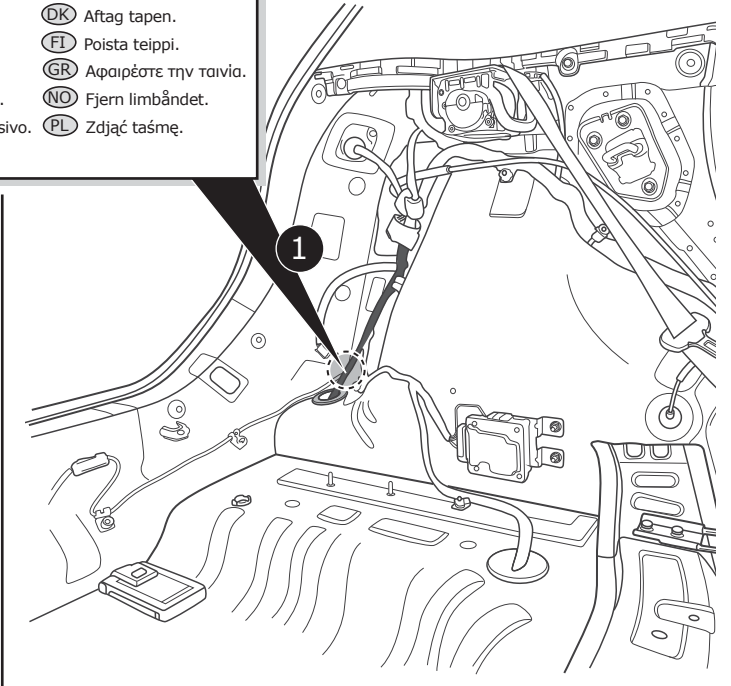 DK Aftag tapen.
FI Poista teippi.
GR Αφαιρέστε την ταινία.
NO Fjern limbåndet.
PL Zdjąć taśmę.
1